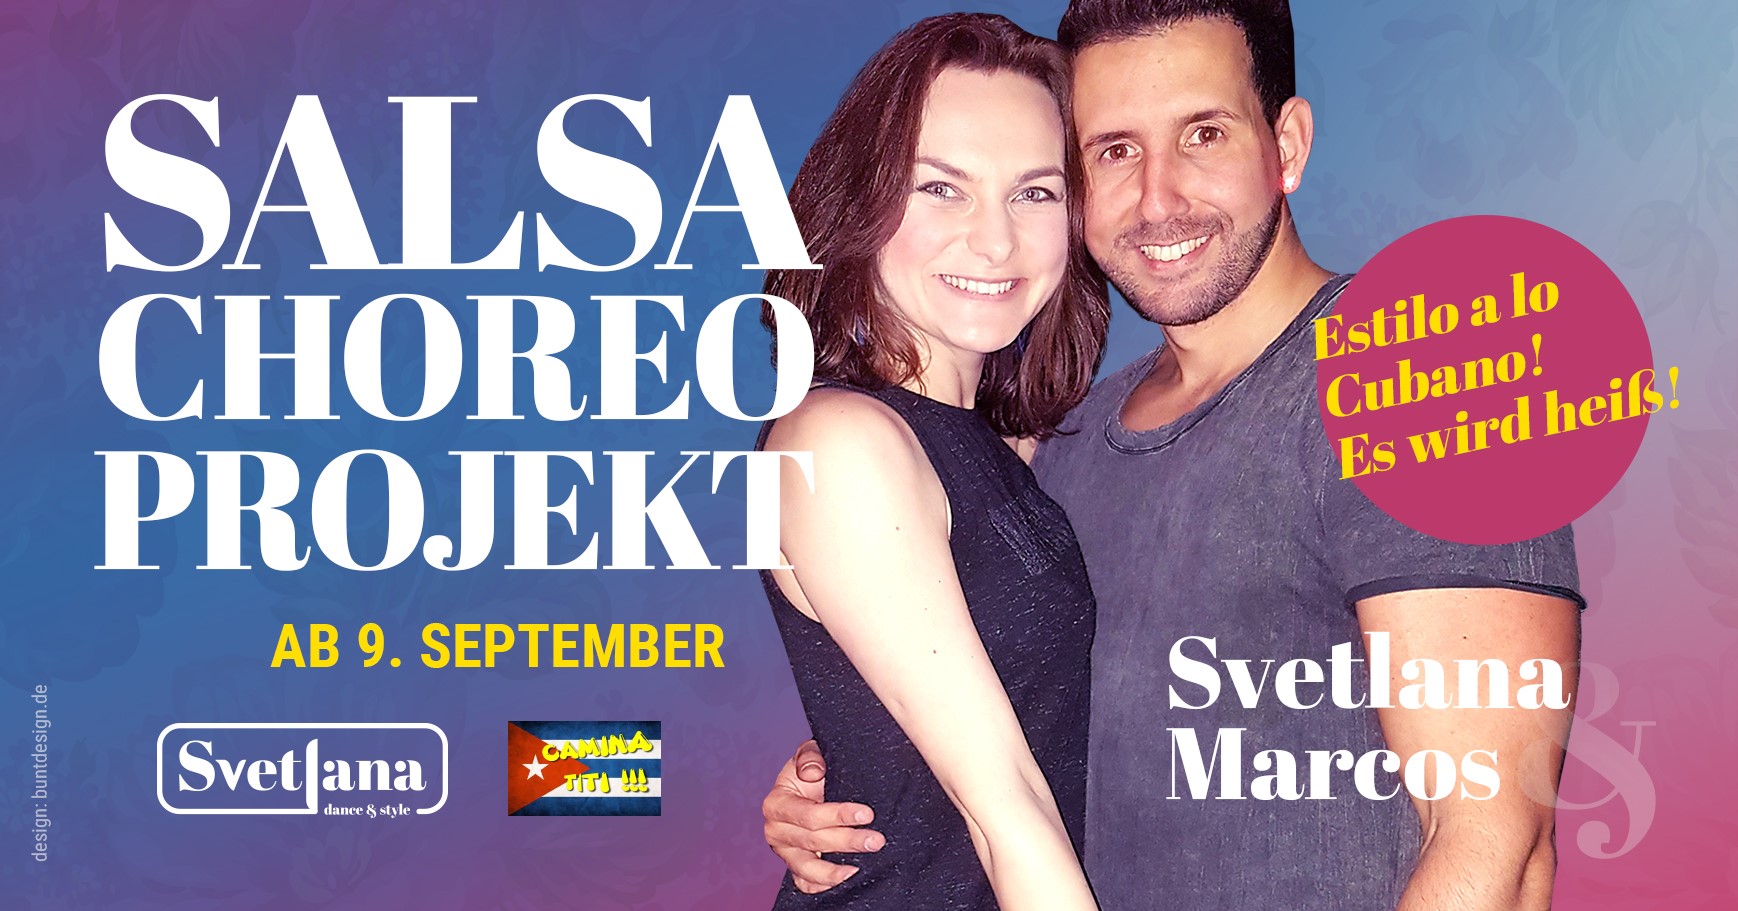 SALSA
CHOREO
PROJEKT
AB 9. SEPTEMBER
Svetlana
dance & style
CAMINA
TITI !!!
Estilo a lo
Cubano!
Es wird heiß!
Svetlana
&
Marcos
design: buntdesign.de